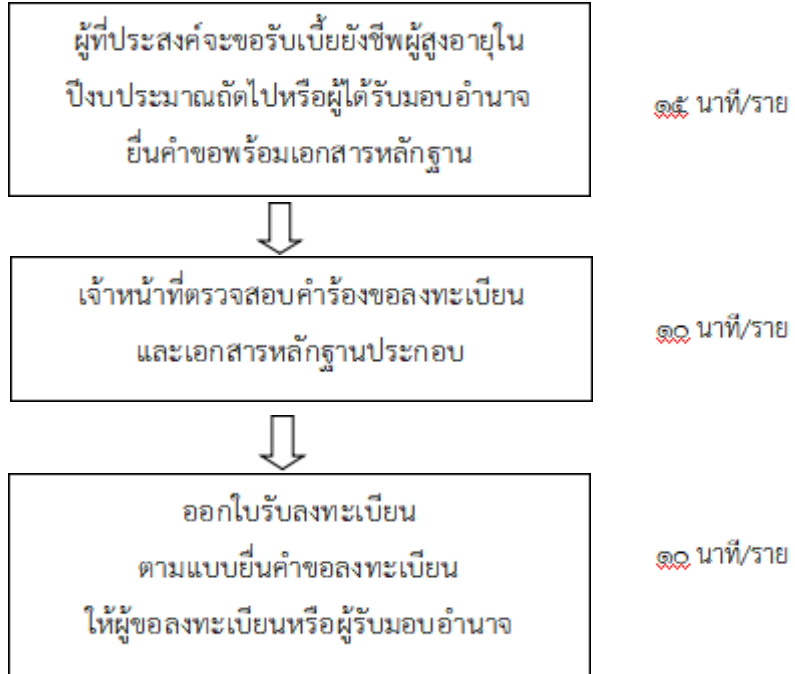 ผู้ที่ประสงค์จะขอรับเบี้ยยังชีพผู้สูงอายุใน
ปีงบประมาณถัดไปหรือผู้ได้รับมอบอำนาจ
ยื่นคำขอพร้อมเอกสารหลักฐาน
๑๕ นาที/ราย
เจ้าหน้าที่ตรวจสอบคำร้องขอลงทะเบียน
และเอกสารหลักฐานประกอบ
๑๐ นาที/ราย
ออกใบรับลงทะเบียน
ตามแบบยื่นคำขอลงทะเบียน
ให้ผู้ขอลงทะเบียนหรือผู้รับมอบอำนาจ
๑๐ นาที/ราย